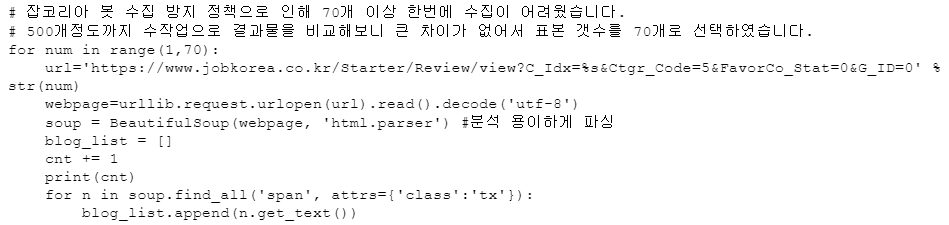 # 잡코리아 봇 수집 방지 정책으로 인해 70개 이상 한번에 수집이 어려웠습니다.
# 500개정도까지 수작업으로 결과물을 비교해보니 큰 차이가 없어서 표본 갯수를 70개로 선택하였습니다.
for num in range(1,70):
    url='https://www.jobkorea.co.kr/Starter/Review/view?C_Idx=%s&Ctgr_Code=5&FavorCo_Stat=0&G_ID=0' %
str(num)
    webpage=urllib.request.urlopen(url).read().decode('utf-8')
    soup = BeautifulSoup(webpage, 'html.parser') #분석 용이하게 파싱
    blog_list = []
    cnt += 1
    print(cnt)
    for n in soup.find_all('span', attrs={'class':'tx'}):
        blog_list.append(n.get_text())